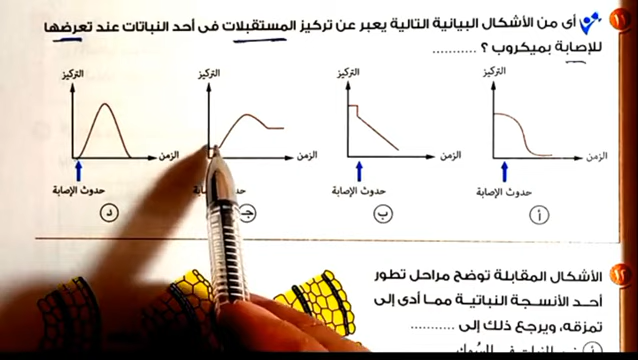 ١١ أى من الأشكال البيانية التالية يعبر عن تركيز المستقبلات فى أحد النباتات عند تعرضها
للإصابة بميكروب ؟ ..........
التركيز
التركيز
التركيز
التركيز
الزمن
الزمن
الزمن
الزمن
حدوث الإصابة
حدوث الإصابة
حدوث الإصابة
أ
ب
جـ
د
١٢ الأشكال المقابلة توضح مراحل تطور
أحد الأنسجة النباتية مما أدى إلى
تمزقه، ويرجع ذلك إلى ..........